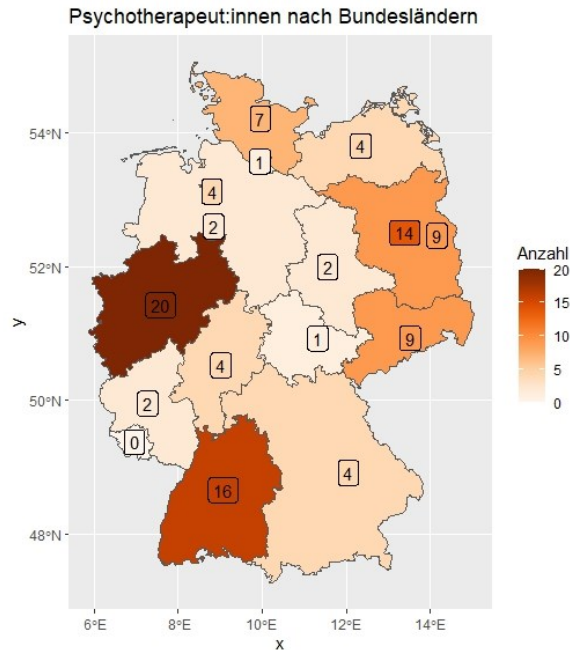 Psychotherapeut:innen nach Bundesländern
54°N
52°N
50°N
48°N
y
7
4
1
4
2
14
9
2
20
9
1
4
2
0
4
16
6°E
8°E
10°E
12°E
14°E
x
Anzahl
20
15
10
5
0